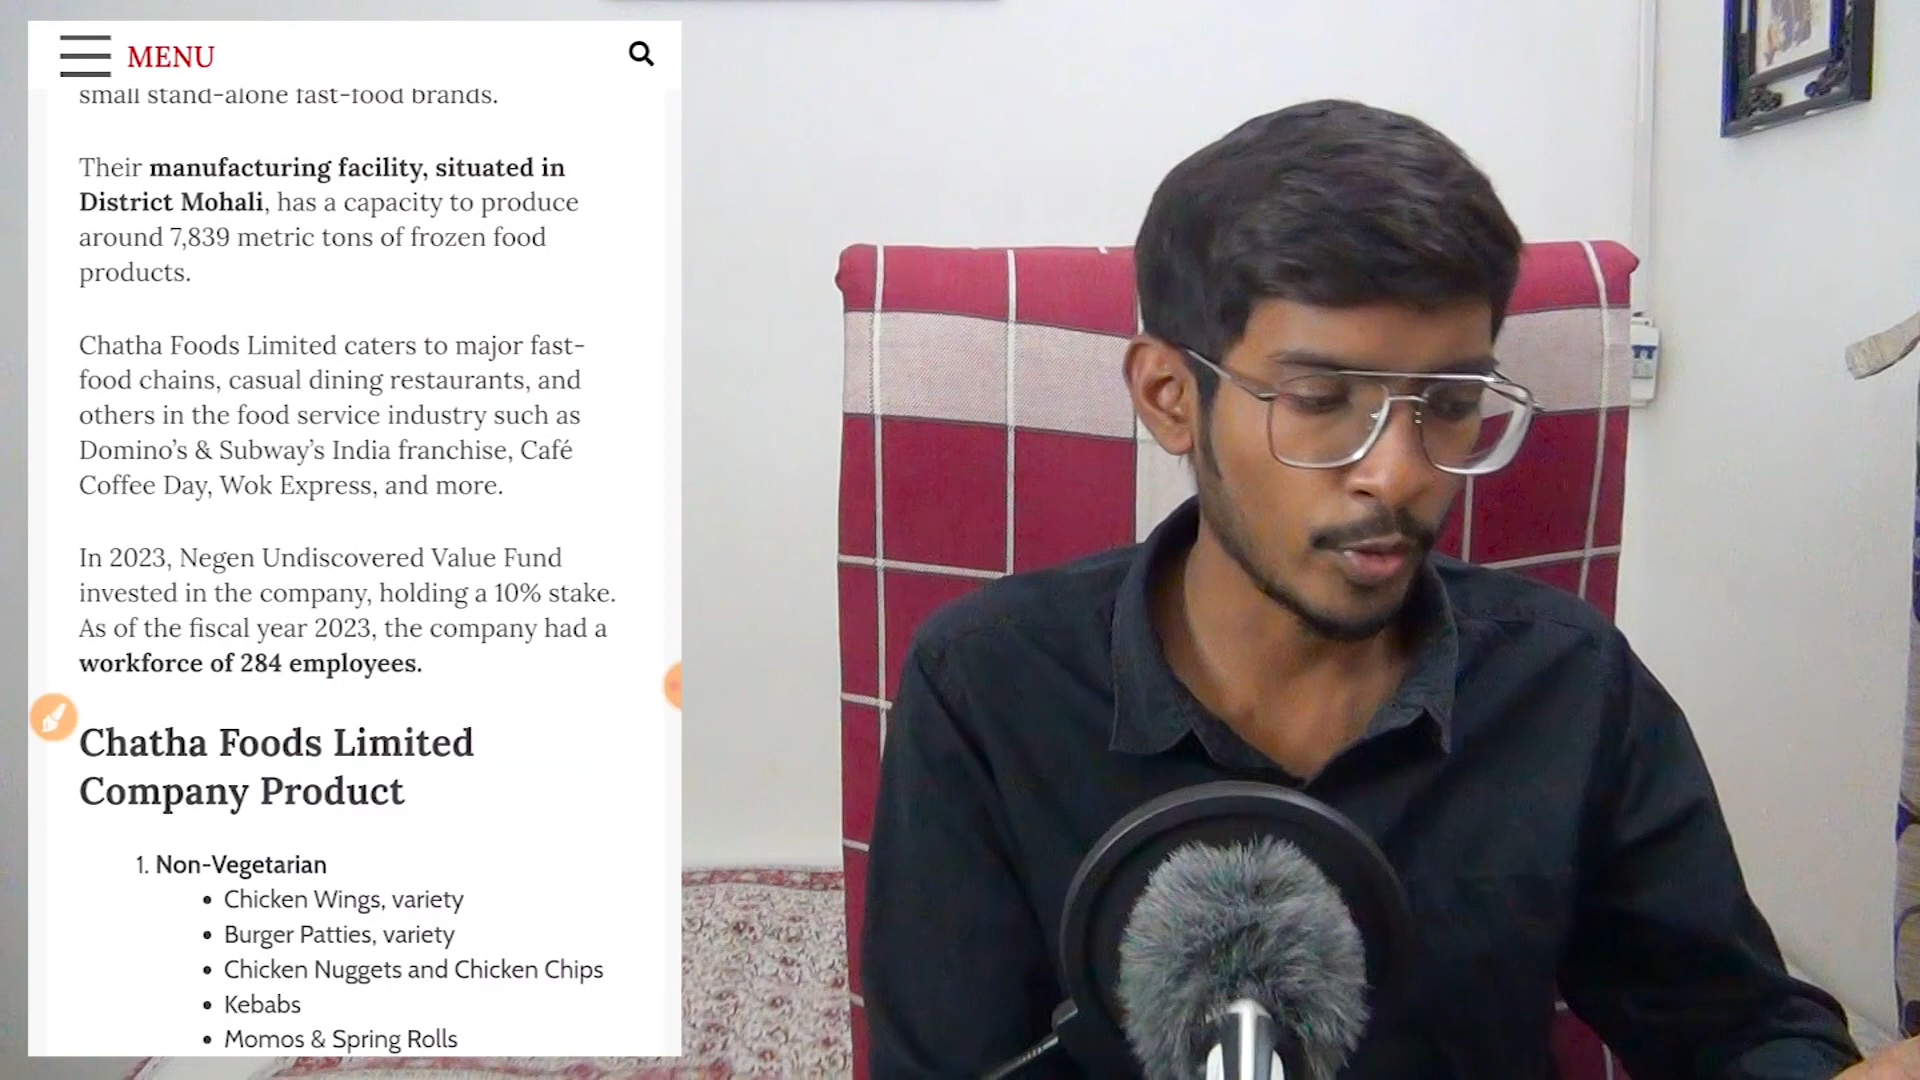 MENU
small stand-alone fast-food brands.
Their manufacturing facility, situated in
District Mohali, has a capacity to produce
around 7,839 metric tons of frozen food
products.
Chatha Foods Limited caters to major fast-
food chains, casual dining restaurants, and
others in the food service industry such as
Domino’s & Subway’s India franchise, Café
Coffee Day, Wok Express, and more.
In 2023, Negen Undiscovered Value Fund
invested in the company, holding a 10% stake.
As of the fiscal year 2023, the company had a
workforce of 284 employees.
Chatha Foods Limited
Company Product
1. Non-Vegetarian
• Chicken Wings, variety
• Burger Patties, variety
• Chicken Nuggets and Chicken Chips
• Kebabs
• Momos & Spring Rolls